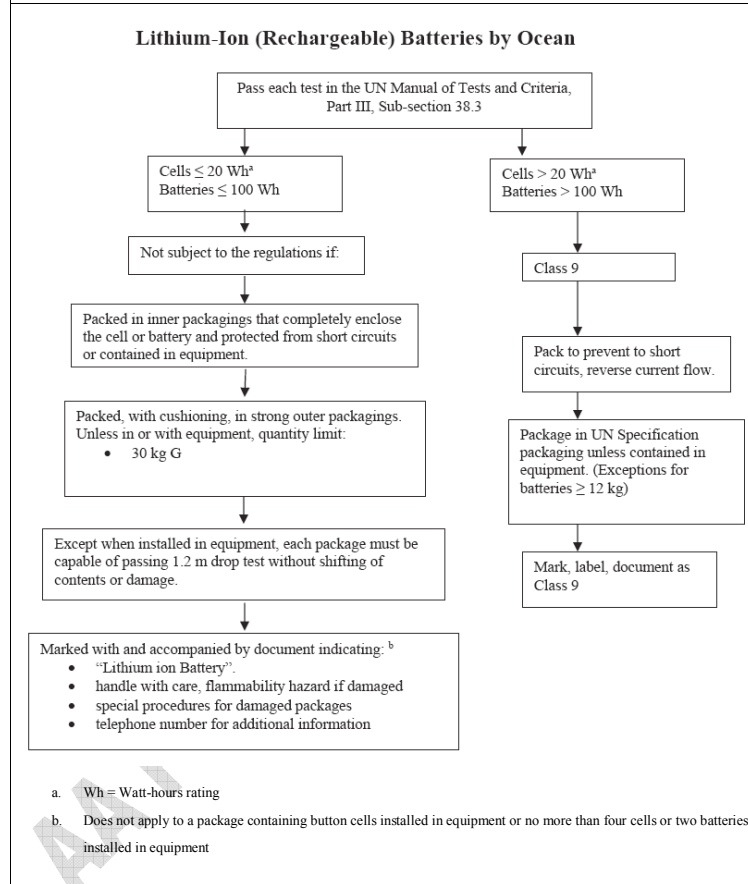 Lithium-Ion (Rechargeable) Batteries by Ocean
Pass each test in the UN Manual of Tests and Criteria,
Part III, Sub-section 38.3
Cells ≤ 20 Whᵃ
Batteries ≤ 100 Wh
Not subject to the regulations if:
Packed in inner packagings that completely enclose
the cell or battery and protected from short circuits
or contained in equipment.
Packed, with cushioning, in strong outer packagings.
Unless in or with equipment, quantity limit:
• 30 kg G
Except when installed in equipment, each package must be
capable of passing 1.2 m drop test without shifting of
contents or damage.
Marked with and accompanied by document indicating: ᵇ
• “Lithium ion Battery”.
• handle with care, flammability hazard if damaged
• special procedures for damaged packages
• telephone number for additional information
Cells > 20 Whᵃ
Batteries > 100 Wh
Class 9
Pack to prevent to short
circuits, reverse current flow.
Package in UN Specification
packaging unless contained in
equipment. (Exceptions for
batteries ≥ 12 kg)
Mark, label, document as
Class 9
a. Wh = Watt-hours rating
b. Does not apply to a package containing button cells installed in equipment or no more than four cells or two batteries
installed in equipment